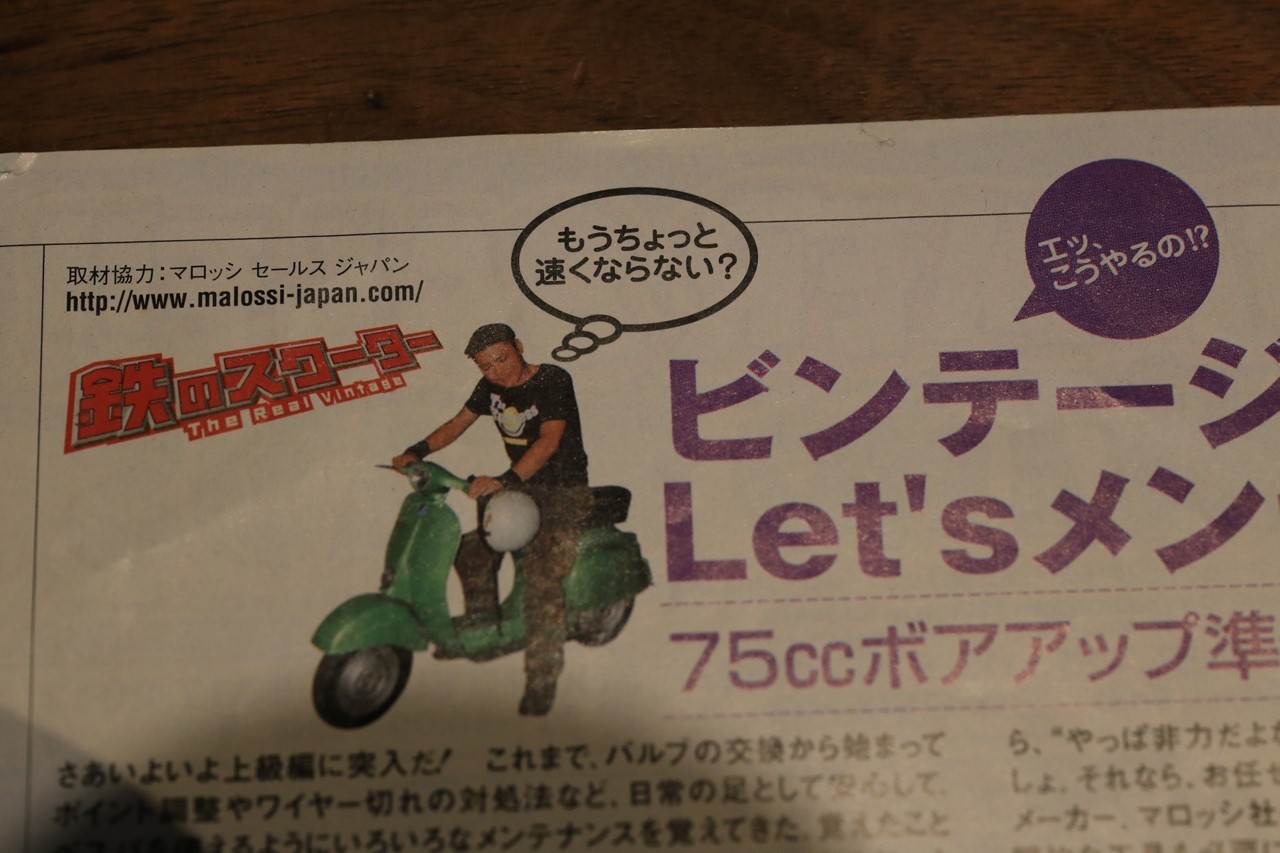 取材協力:マロッシ セールス ジャパン
http://www.malossi-japan.com/
鉄のスクーター
The Real Vintage
もうちょっと
速くならない?
エッ、
こうやるの!?
ビンテージ
Let'sメン
75ccボアアップ準
さあいよいよ上級編に突入だ! これまで、バルブの交換から始まって
ポイント調整やワイヤー切れの対処法など、日常の足として安心して、
えるようにいろいろなメンテナンスを覚えてきた。覚えたこと
ら、"やっぱ非力だよね
しょ。それなら、お任せ
メーカー、マロッシ社